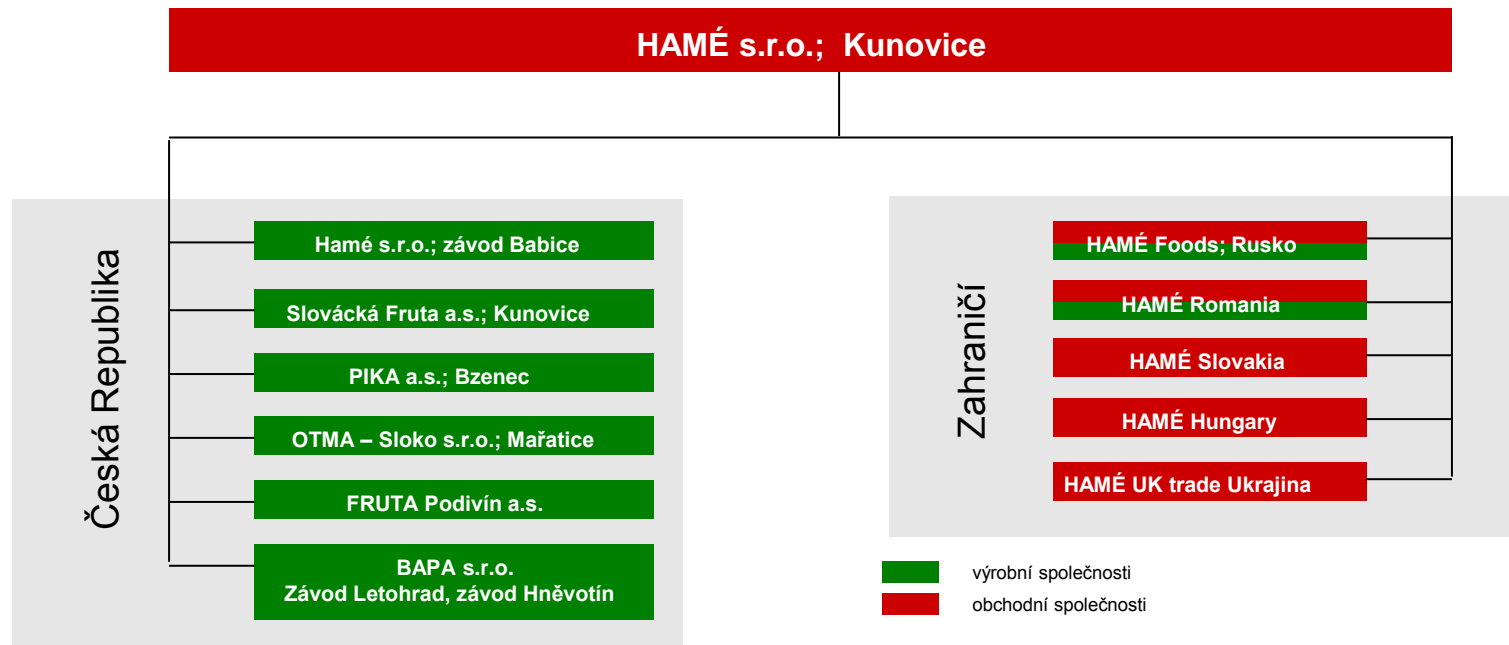 HAMÉ s.r.o.; Kunovice
Česká Republika
Hamé s.r.o.; závod Babice
Slovácká Fruta a.s.; Kunovice
PIKA a.s.; Bzenec
OTMA – Sloko s.r.o.; Mařatice
FRUTA Podivín a.s.
BAPA s.r.o.
Závod Letohrad, závod Hněvotín
Zahraničí
HAMÉ Foods; Rusko
HAMÉ Romania
HAMÉ Slovakia
HAMÉ Hungary
HAMÉ UK trade Ukrajina
výrobní společnosti
obchodní společnosti